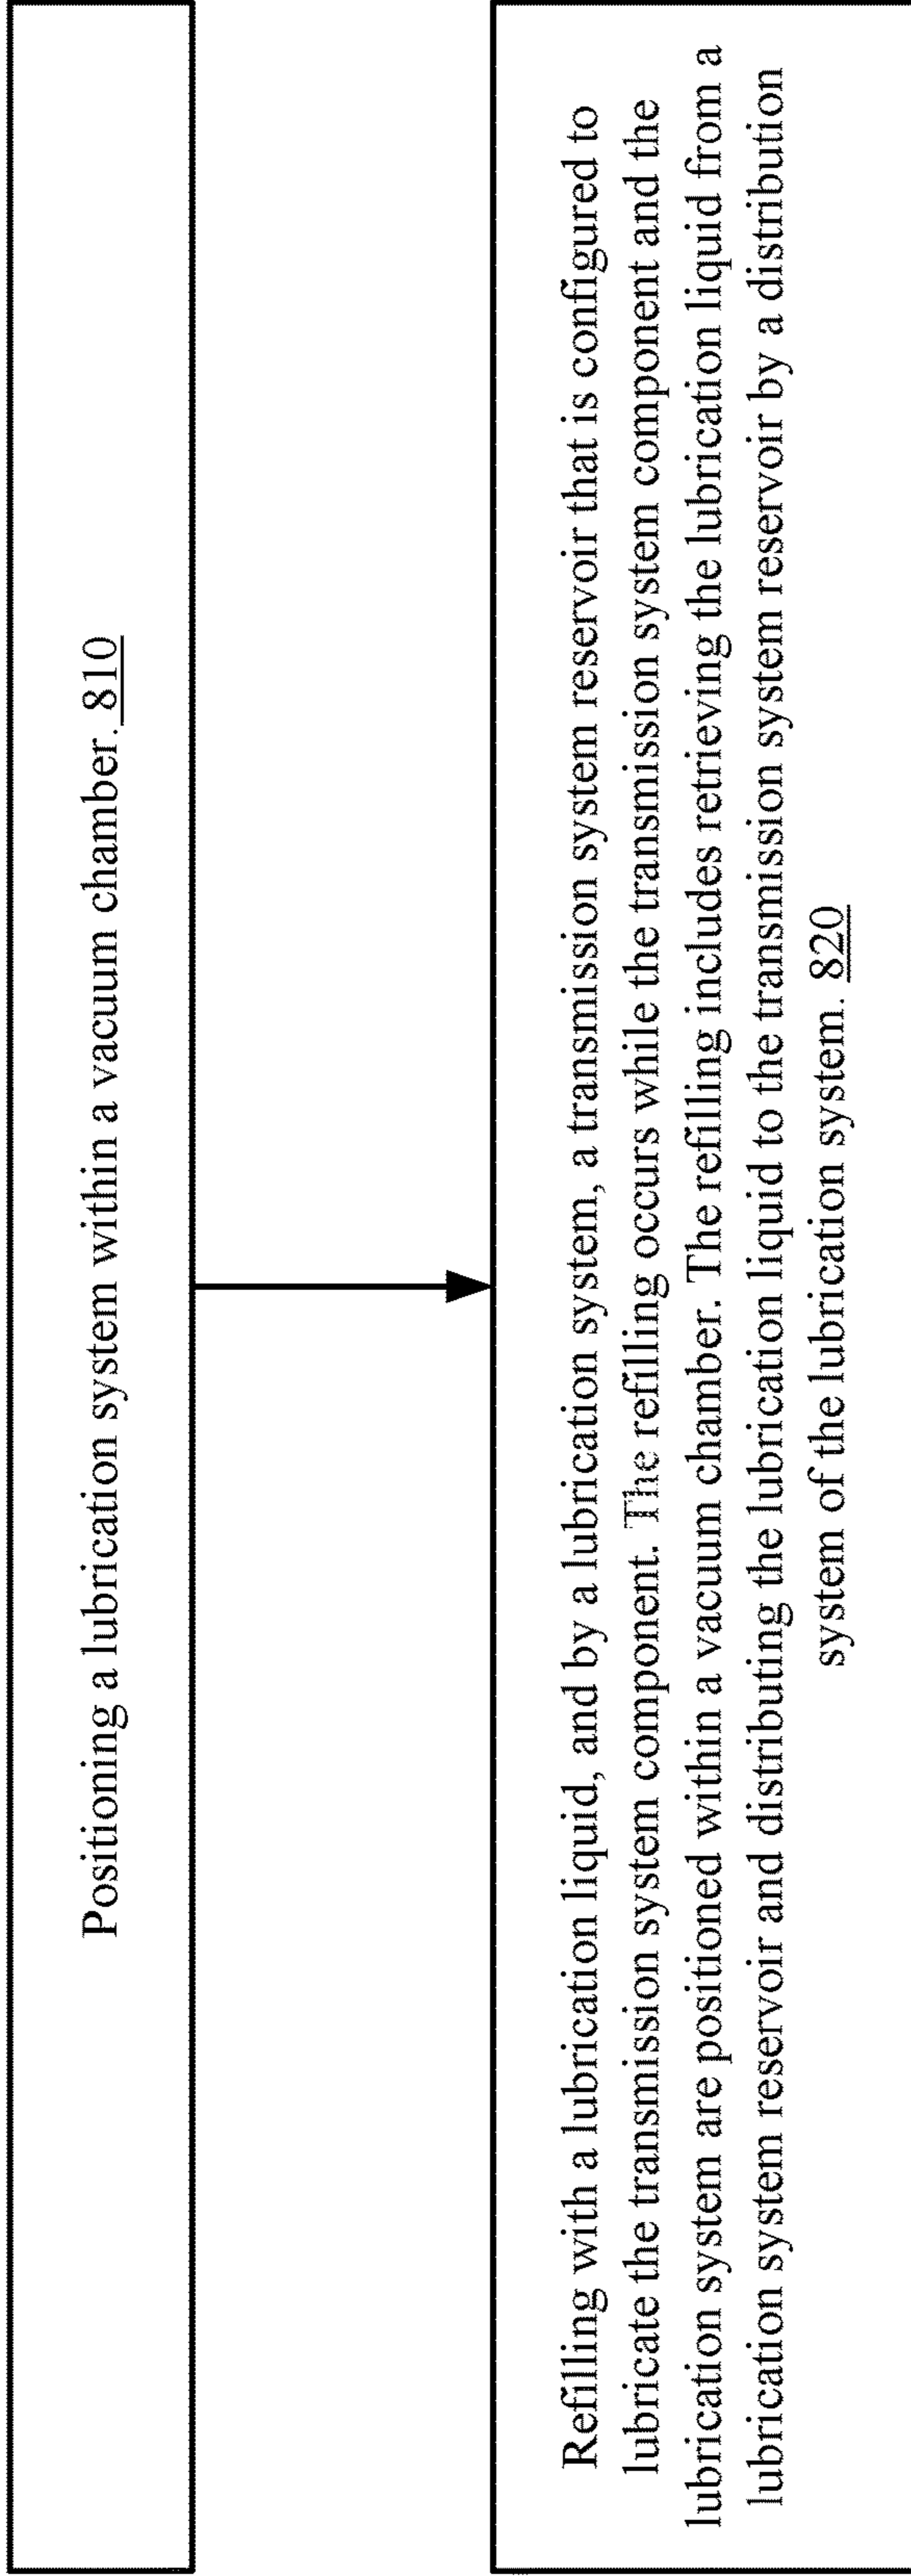 Positioning a lubrication system within a vacuum chamber. 810
Refilling with a lubrication liquid, and by a lubrication system, a transmission system reservoir that is configured to
lubricate the transmission system component. The refilling occurs while the transmission system component and the
lubrication system are positioned within a vacuum chamber. The refilling includes retrieving the lubrication liquid from a
lubrication system reservoir and distributing the lubrication liquid to the transmission system reservoir by a distribution
system of the lubrication system. 820